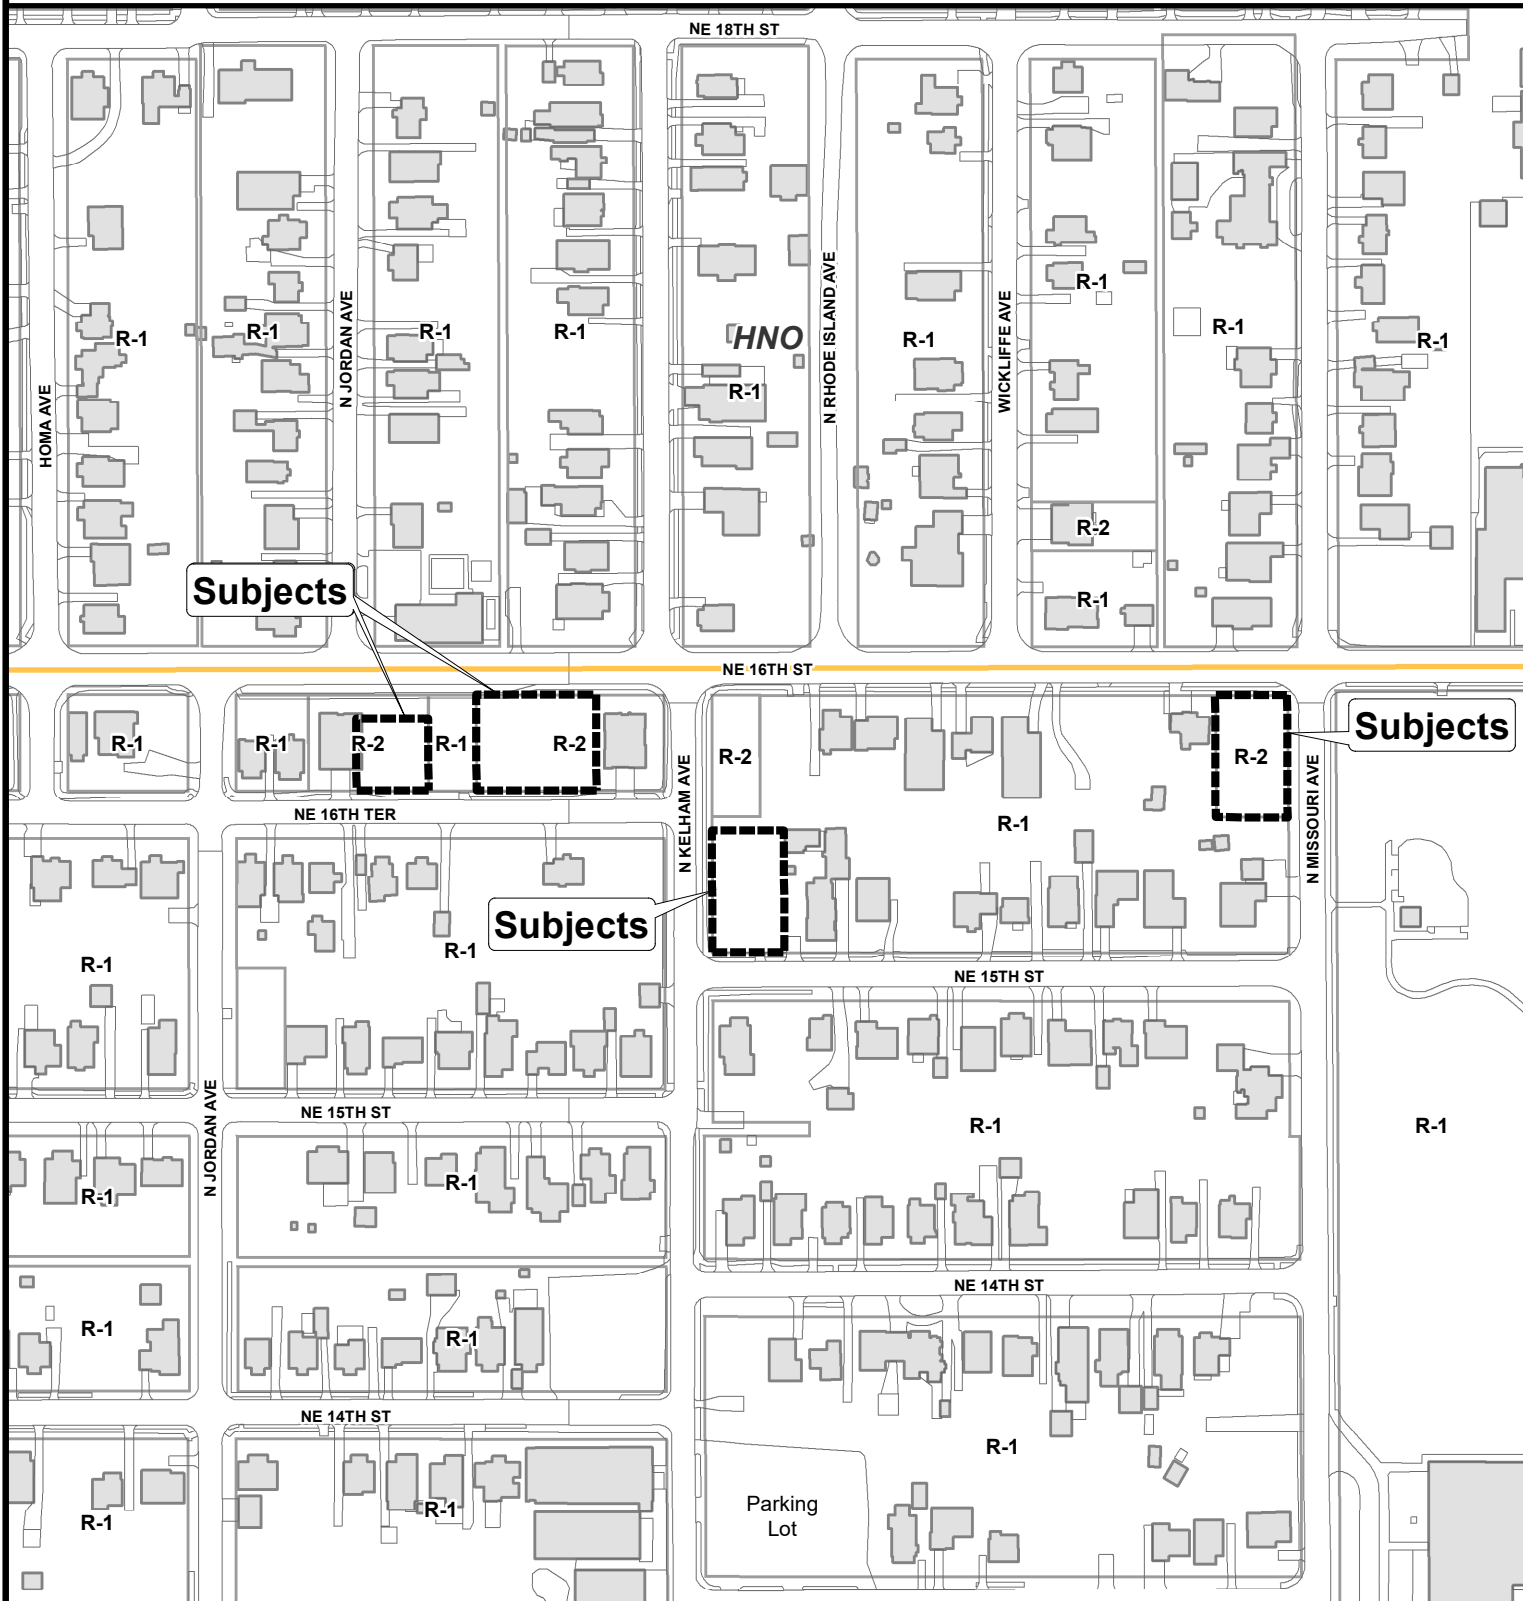 NE 18TH ST
HOMA AVE
N JORDAN AVE
N RHODE ISLAND AVE
WICKLIFFE AVE
R-1
R-1
R-1
R-1
HNO
R-1
R-1
R-1
R-1
R-1
R-2
R-1
Subjects
NE 16TH ST
R-1
R-1
R-2
R-1
R-2
R-2
R-2
Subjects
N KELHAM AVE
N MISSOURI AVE
NE 16TH TER
R-1
Subjects
R-1
R-1
NE 15TH ST
N JORDAN AVE
NE 15TH ST
R-1
R-1
R-1
R-1
NE 14TH ST
R-1
R-1
NE 14TH ST
R-1
R-1
R-1
Parking
Lot